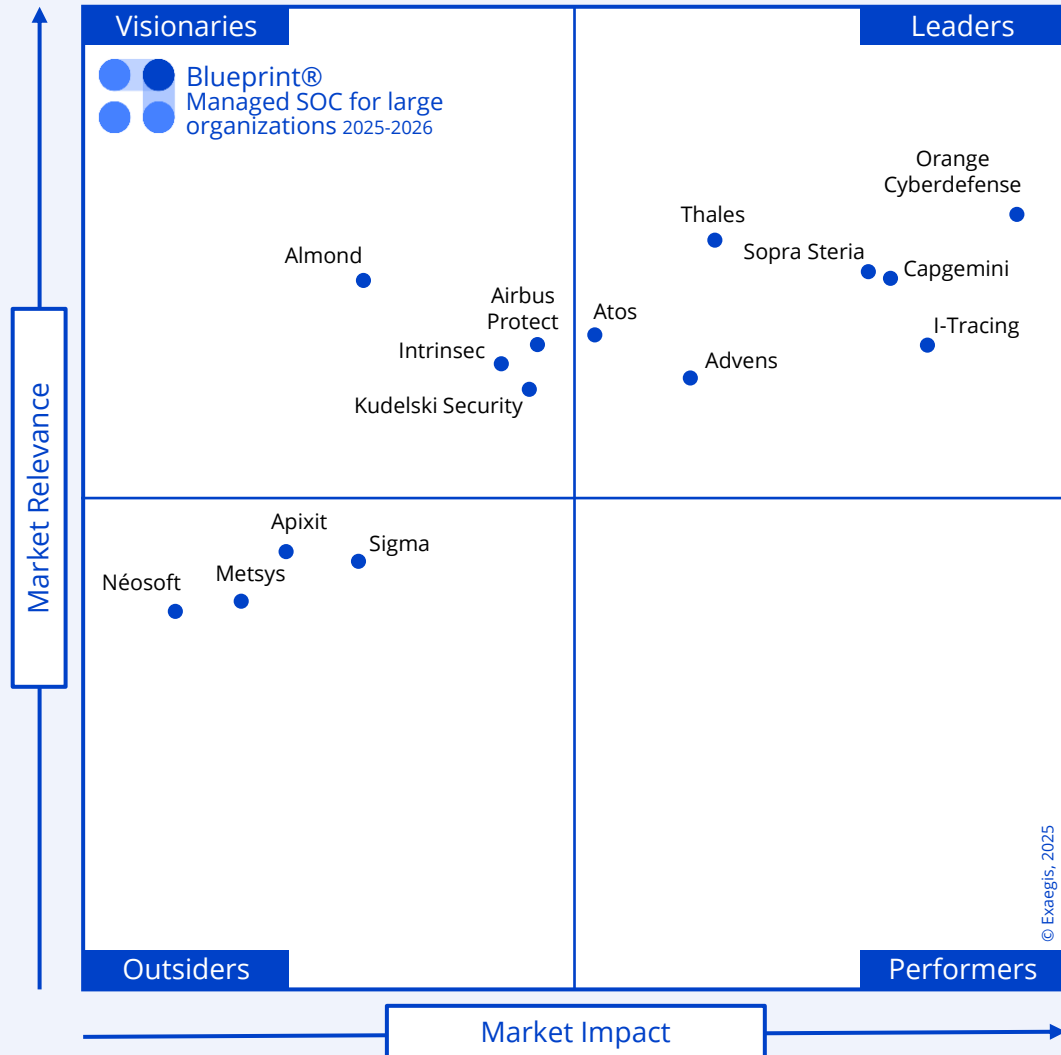 Visionaries
Leaders
Blueprint®
Managed SOC for large
organizations 2025-2026
Orange
Cyberdefense
Thales
Sopra Steria
Capgemini
Almond
Airbus
Protect
Atos
I-Tracing
Intrinsec
Advens
Kudelski Security
Market Relevance
Apixit
Sigma
Metsys
Néosoft
© Exaegis, 2025
Outsiders
Performers
Market Impact